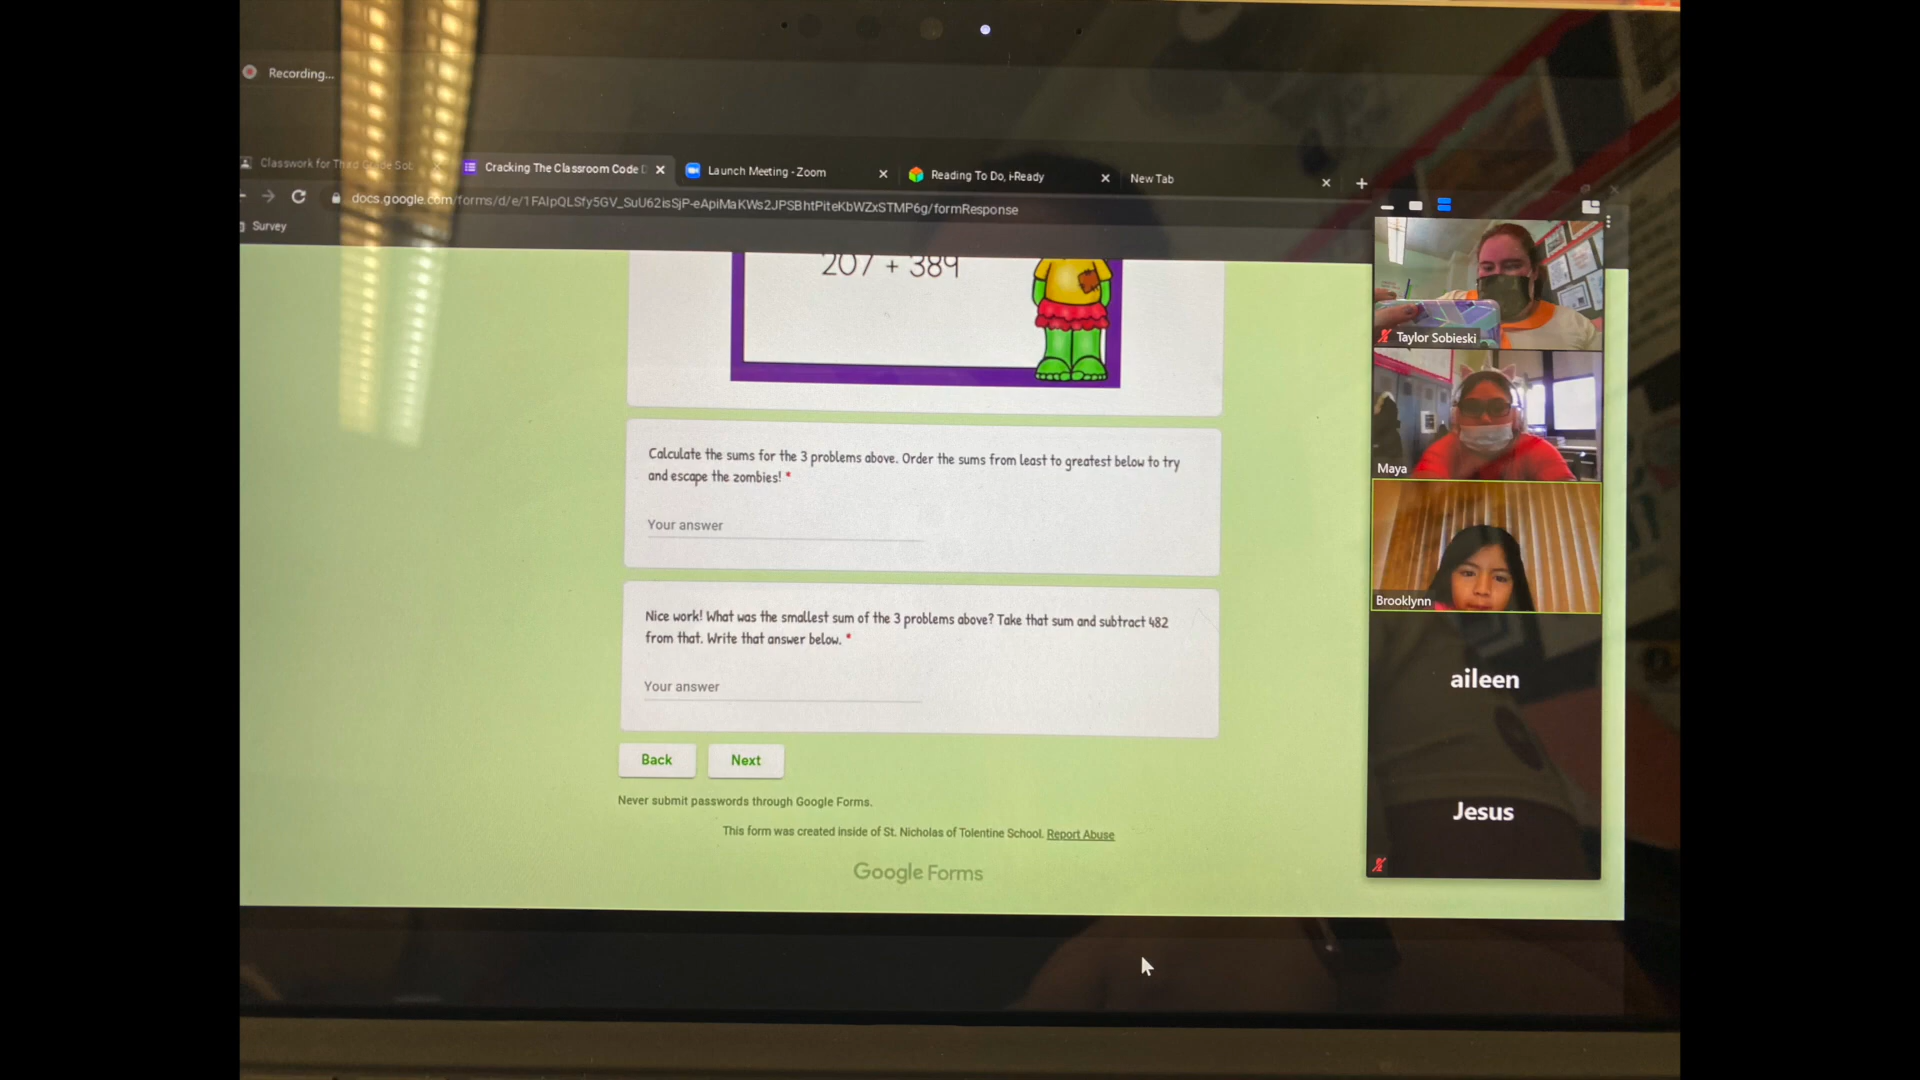 Recording...
Classwork for Third Grade Sob
Cracking The Classroom Code
Launch Meeting - Zoom
Reading To Do, i-Ready
New Tab
docs.google.com/forms/d/e/1FAIpQLSfy5GV_SuU62isSjP-eApiMaKWs2JPSBhtPiteKbWZxSTMP6g/formResponse
Survey
207 + 389
Calculate the sums for the 3 problems above. Order the sums from least to greatest below to try
and escape the zombies! *
Your answer
Nice work! What was the smallest sum of the 3 problems above? Take that sum and subtract 482
from that. Write that answer below. *
Your answer
Back
Next
Never submit passwords through Google Forms.
This form was created inside of St. Nicholas of Tolentine School. Report Abuse
Google Forms
Taylor Sobieski
Maya
Brooklynn
aileen
Jesus